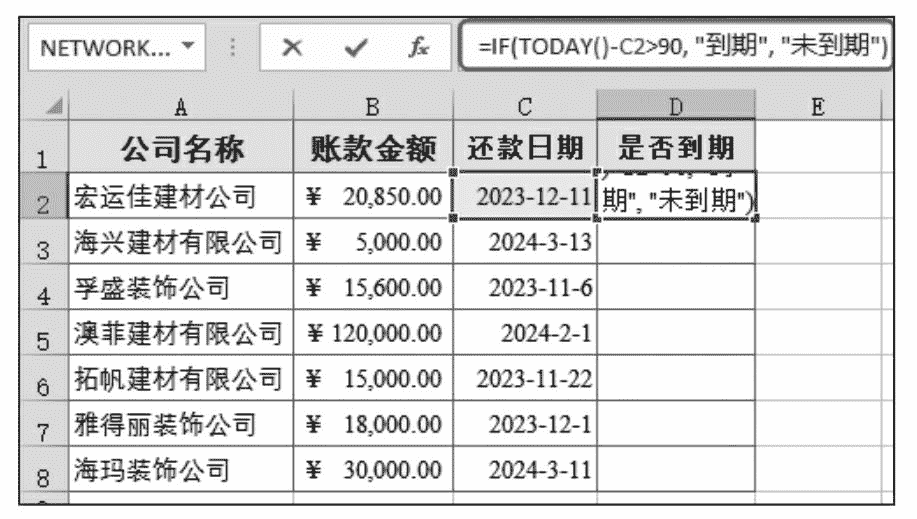 NETWORK... =IF(TODAY()-C2>90, "到期", "未到期")
A B C D E
1 公司名称 账款金额 还款日期 是否到期
2 宏运佳建材公司 ¥ 20,850.00 2023-12-11 期", "未到期")
3 海兴建材有限公司 ¥ 5,000.00 2024-3-13
4 孚盛装饰公司 ¥ 15,600.00 2023-11-6
5 澳菲建材有限公司 ¥ 120,000.00 2024-2-1
6 拓帆建材有限公司 ¥ 15,000.00 2023-11-22
7 雅得丽装饰公司 ¥ 18,000.00 2023-12-1
8 海玛装饰公司 ¥ 30,000.00 2024-3-11